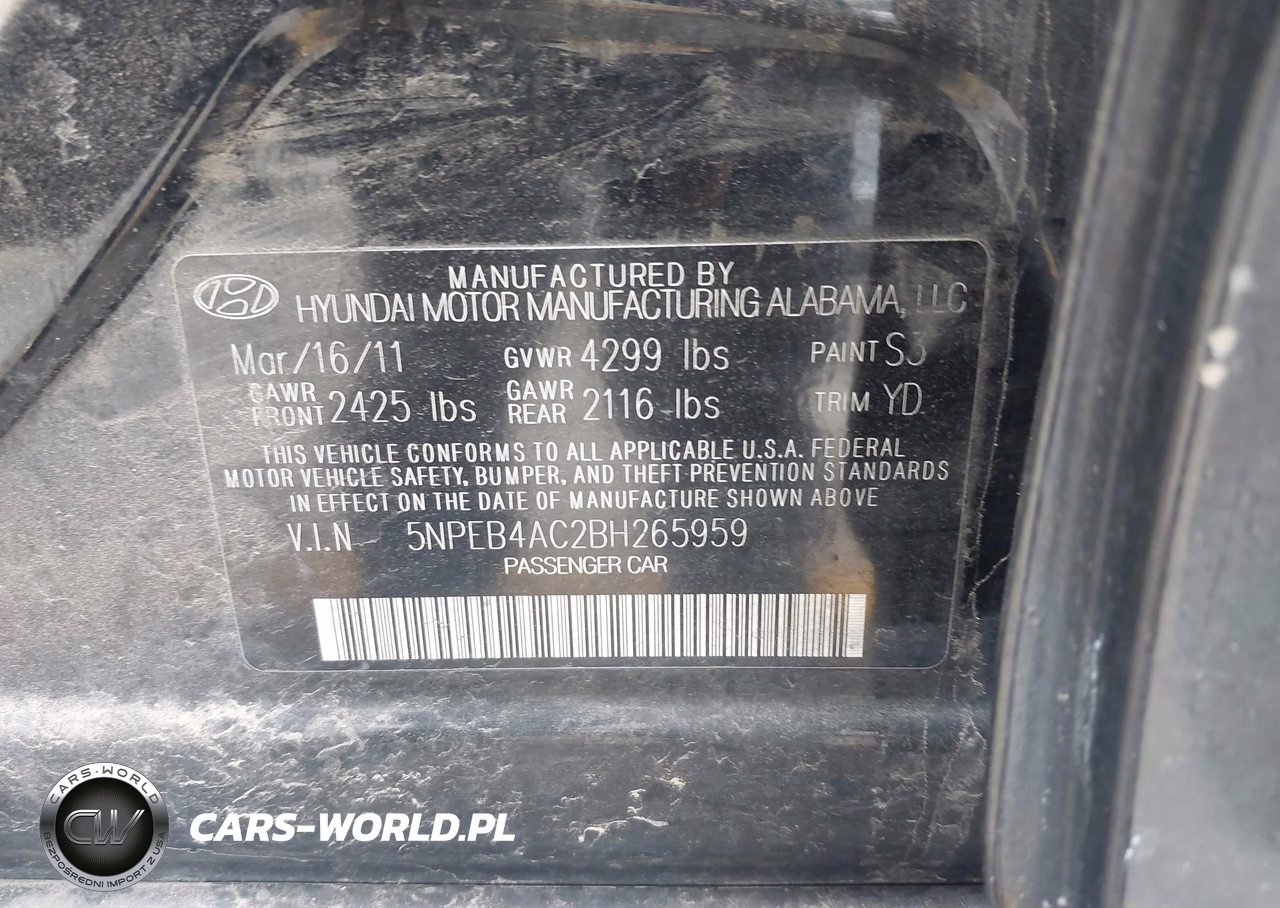 MANUFACTURED BY
HYUNDAI MOTOR MANUFACTURING ALABAMA, LLC
Mar/16/11 GVWR 4299 lbs PAINT S3
GAWR FRONT 2425 lbs GAWR REAR 2116 lbs TRIM YD
THIS VEHICLE CONFORMS TO ALL APPLICABLE U.S.A. FEDERAL
MOTOR VEHICLE SAFETY, BUMPER, AND THEFT PREVENTION STANDARDS
IN EFFECT ON THE DATE OF MANUFACTURE SHOWN ABOVE
V.I.N 5NPEB4AC2BH265959
PASSENGER CAR
CARS-WORLD
CW
BEZPOŚREDNI IMPORT Z USA
CARS-WORLD.PL